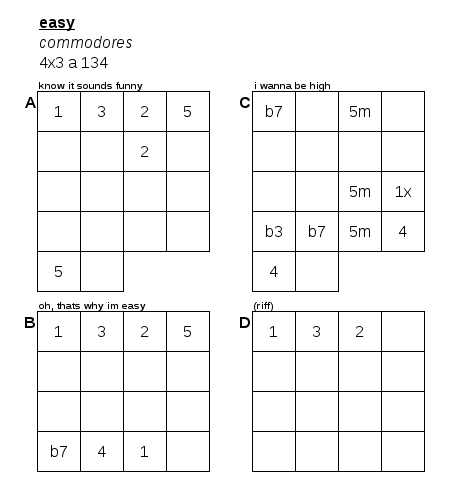 easy
commodores
4x3 a 134
know it sounds funny
A
1 3 2 5
2
5
oh, thats why im easy
B
1 3 2 5
b7 4 1
i wanna be high
C
b7 5m
5m 1x
b3 b7 5m 4
4
(riff)
D
1 3 2